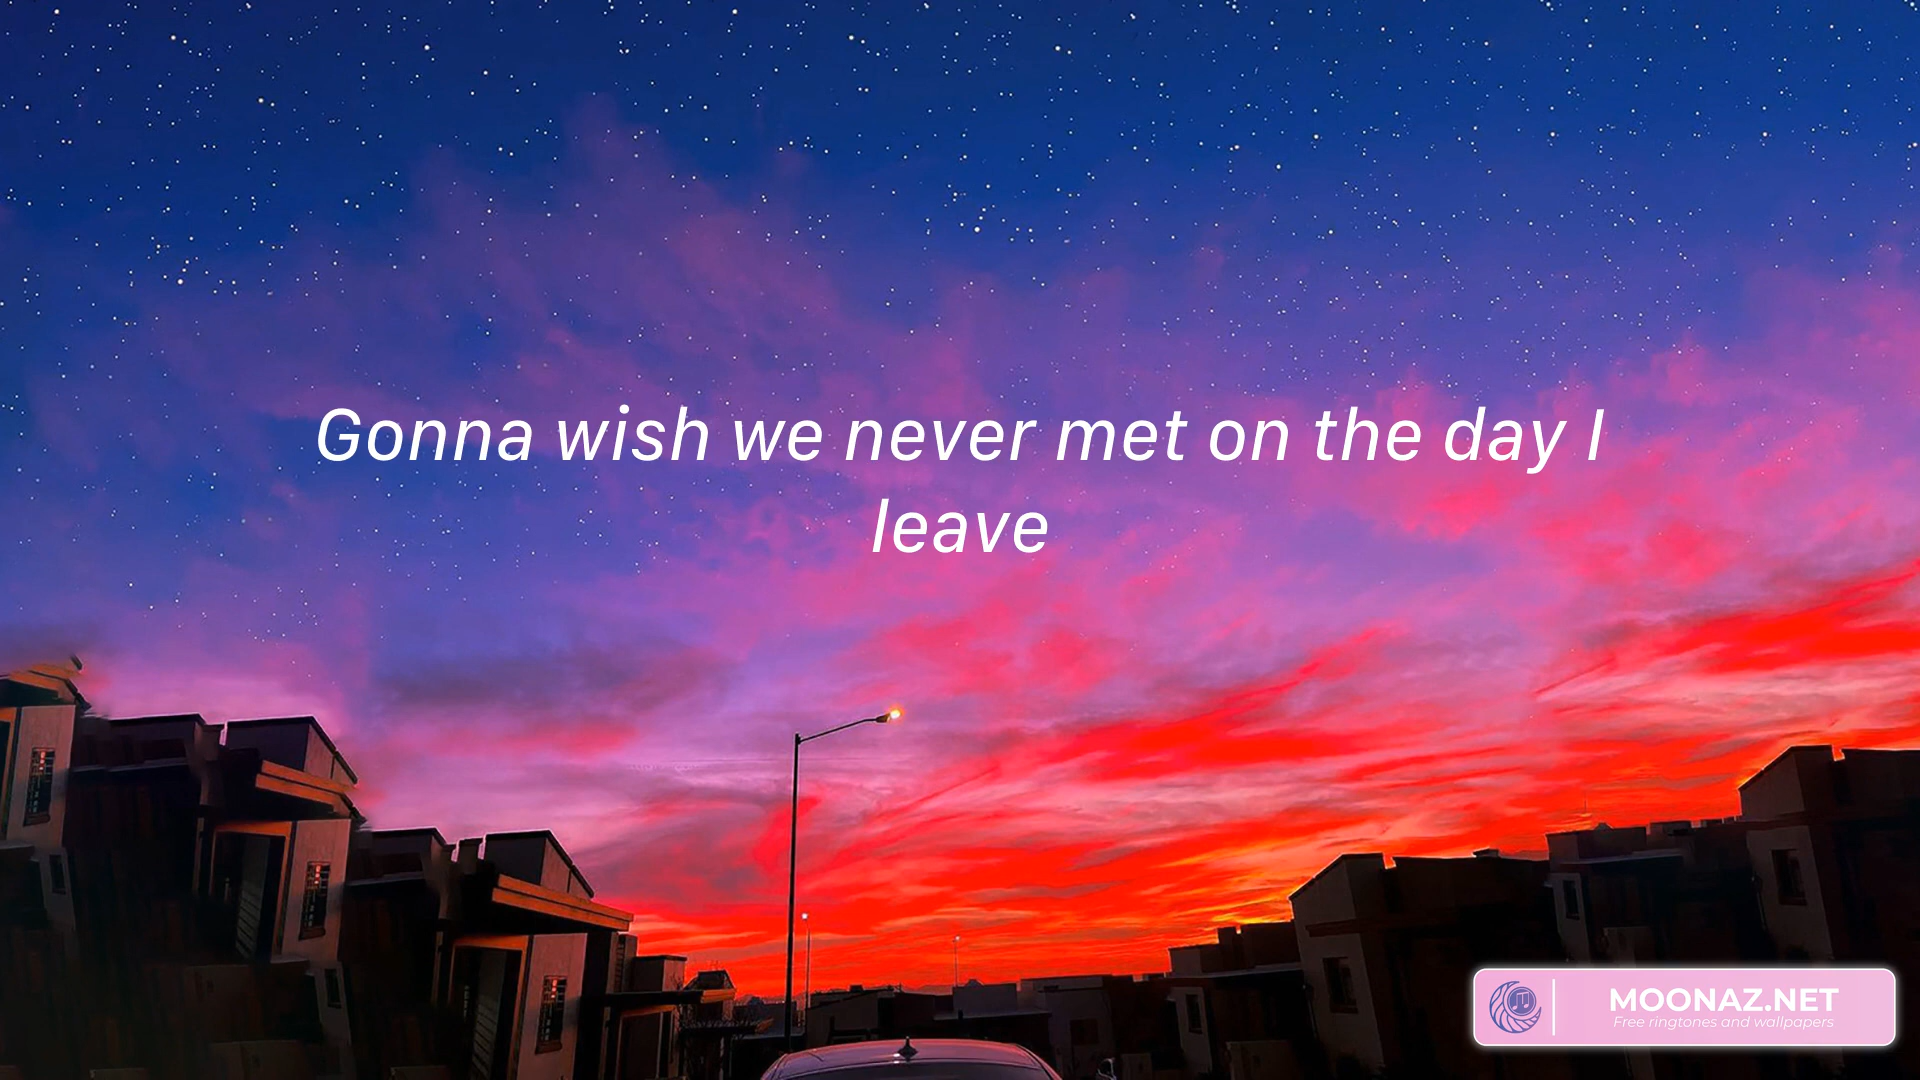 Gonna wish we never met on the day I
leave
MOONAZ.NET
Free ringtones and wallpapers